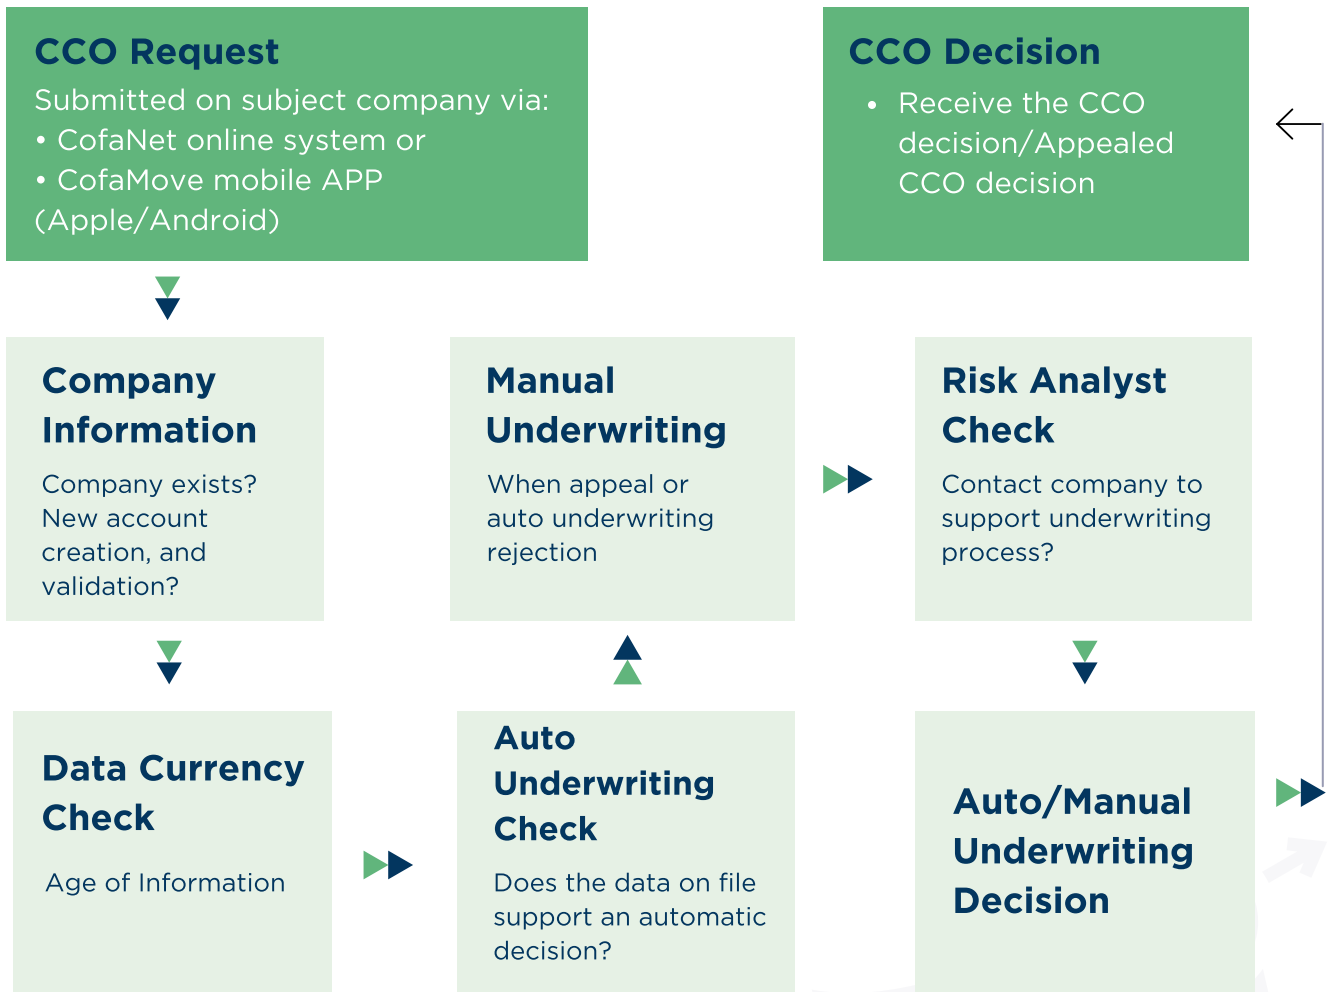 CCO Request
Submitted on subject company via:
• CofaNet online system or
• CofaMove mobile APP
(Apple/Android)
CCO Decision
• Receive the CCO
decision/Appealed
CCO decision
Company
Information
Company exists?
New account
creation, and
validation?
Manual
Underwriting
When appeal or
auto underwriting
rejection
Risk Analyst
Check
Contact company to
support underwriting
process?
Data Currency
Check
Age of Information
Auto
Underwriting
Check
Does the data on file
support an automatic
decision?
Auto/Manual
Underwriting
Decision